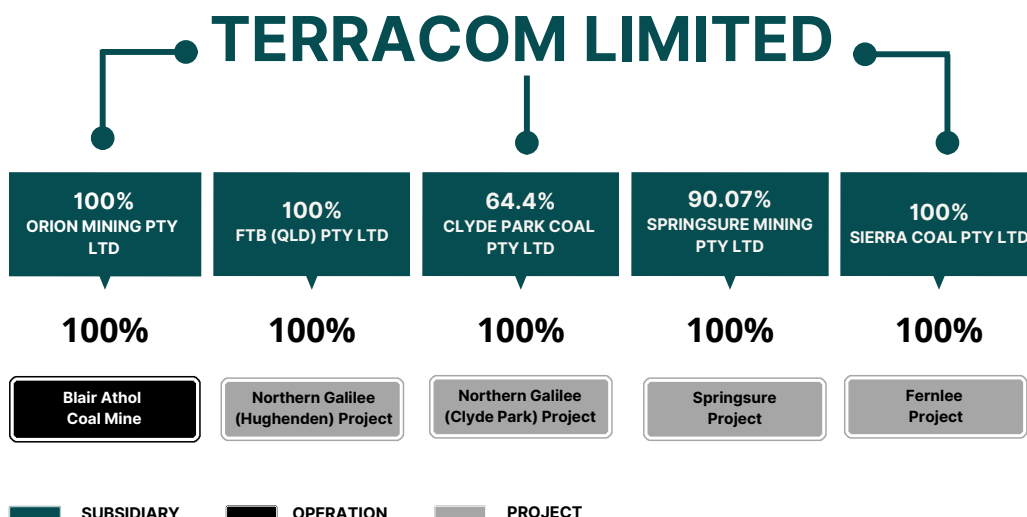 TERRACOM LIMITED
100%
ORION MINING PTY
LTD
100%
FTB (QLD) PTY LTD
64.4%
CLYDE PARK COAL
PTY LTD
90.07%
SPRINGSURE MINING
PTY LTD
100%
SIERRA COAL PTY LTD
100%
100%
100%
100%
100%
Blair Athol
Coal Mine
Northern Galilee
(Hughenden) Project
Northern Galilee
(Clyde Park) Project
Springsure
Project
Fernlee
Project
SUBSIDIARY
OPERATION
PROJECT